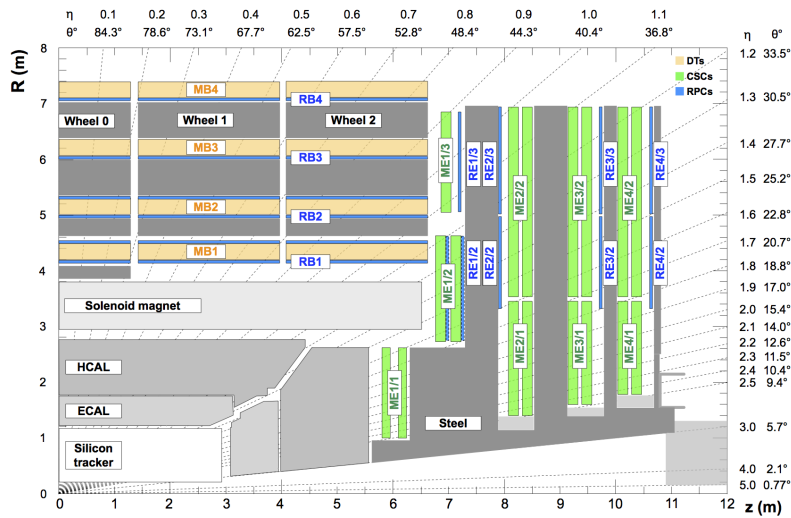 η 0.1 0.2 0.3 0.4 0.5 0.6 0.7 0.8 0.9 1.0 1.1 η θ°
θ° 84.3° 78.6° 73.1° 67.7° 62.5° 57.5° 52.8° 48.4° 44.3° 40.4° 36.8°
R (m)
8
7
6
5
4
3
2
1
0
1.2 33.5°
1.3 30.5°
1.4 27.7°
1.5 25.2°
1.6 22.8°
1.7 20.7°
1.8 18.8°
1.9 17.0°
2.0 15.4°
2.1 14.0°
2.2 12.6°
2.3 11.5°
2.4 10.4°
2.5 9.4°
3.0 5.7°
4.0 2.1°
5.0 0.77°
DTs
CSCs
RPCs
MB4
RB4
Wheel 0 Wheel 1 Wheel 2
MB3
RB3
MB2
RB2
MB1
RB1
Solenoid magnet
HCAL
ECAL
Silicon
tracker
Steel
ME1/3
RE1/3
RE2/3
ME2/2
ME3/2
RE3/3
ME4/2
RE4/3
ME1/2
RE1/2
RE2/2
RE3/2
RE4/2
ME1/1
ME2/1
ME3/1
ME4/1
0 1 2 3 4 5 6 7 8 9 10 11 12 z (m)